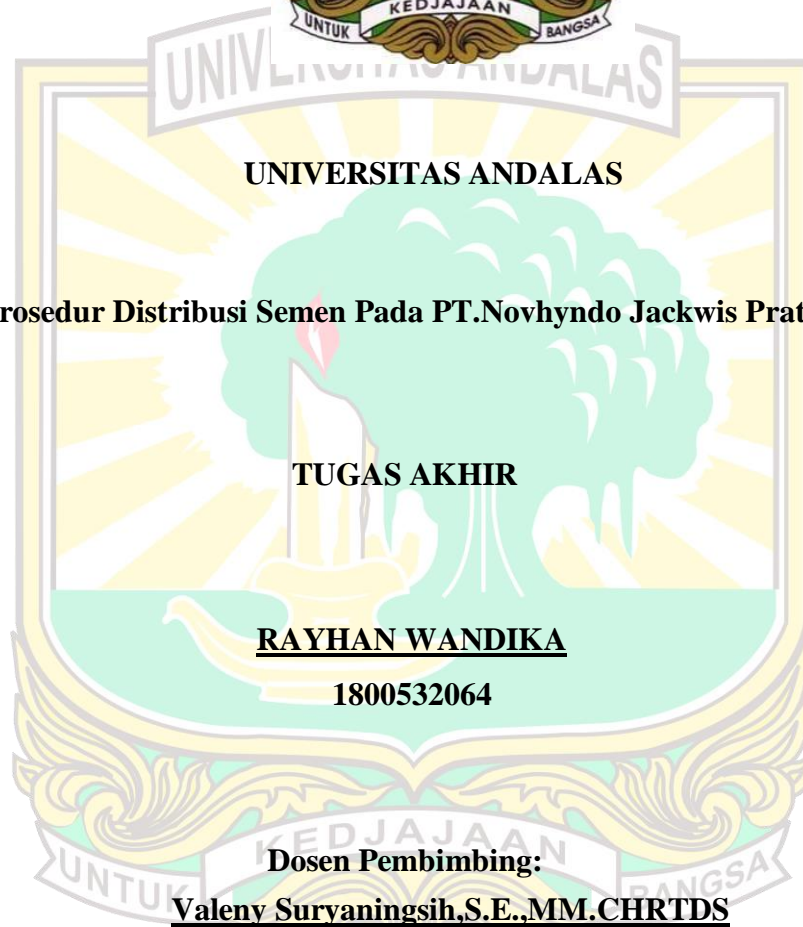 KEDJAJAAN
UNTUK BANGSA
UNIVERSITAS ANDALAS
UNIVERSITAS ANDALAS
rosedur Distribusi Semen Pada PT.Novhyndo Jackwis Prat
TUGAS AKHIR
RAYHAN WANDIKA
1800532064
KEDJAJAAN
Dosen Pembimbing:
UNTUK BANGSA
Valeny Suryaningsih,S.E.,MM.CHRTDS